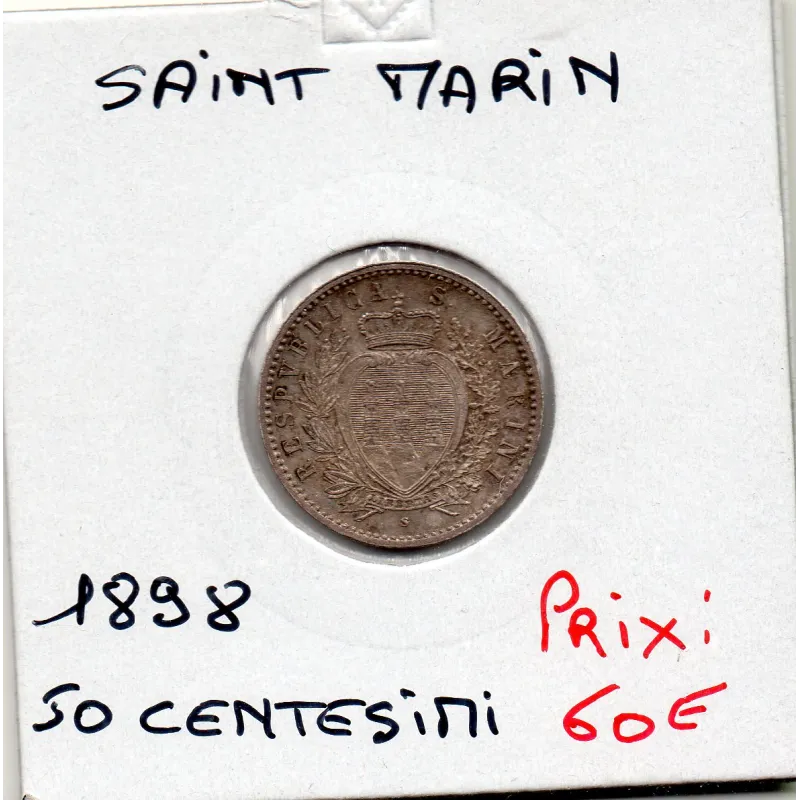 SAiNT MARiN
RESPVBLICA S. MARINI
S
1898
50 CENTESiMi
PRiX:
60€